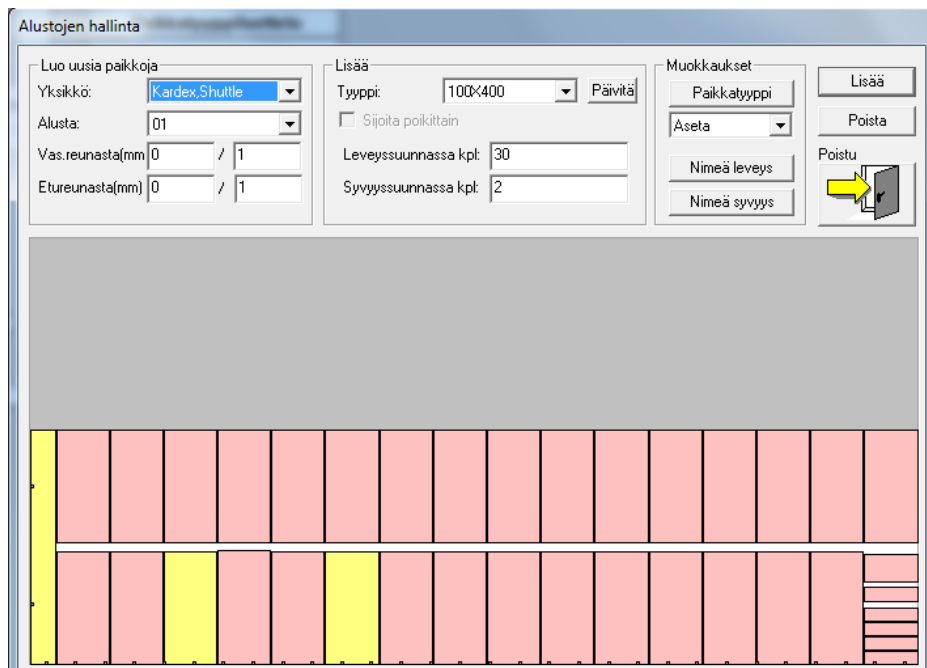 Alustojen hallinta
Luo uusia paikkoja
Yksikkö: Kardex,Shuttle
Alusta: 01
Vas.reunasta(mm 0 / 1
Etureunasta(mm) 0 / 1
Lisää
Tyyppi: 100X400 Päivitä
Sijoita poikittain
Leveyssuunnassa kpl: 30
Syvyyssuunnassa kpl: 2
Muokkaukset
Paikkatyyppi
Aseta
Nimeä leveys
Nimeä syvyys
Lisää
Poista
Poistu